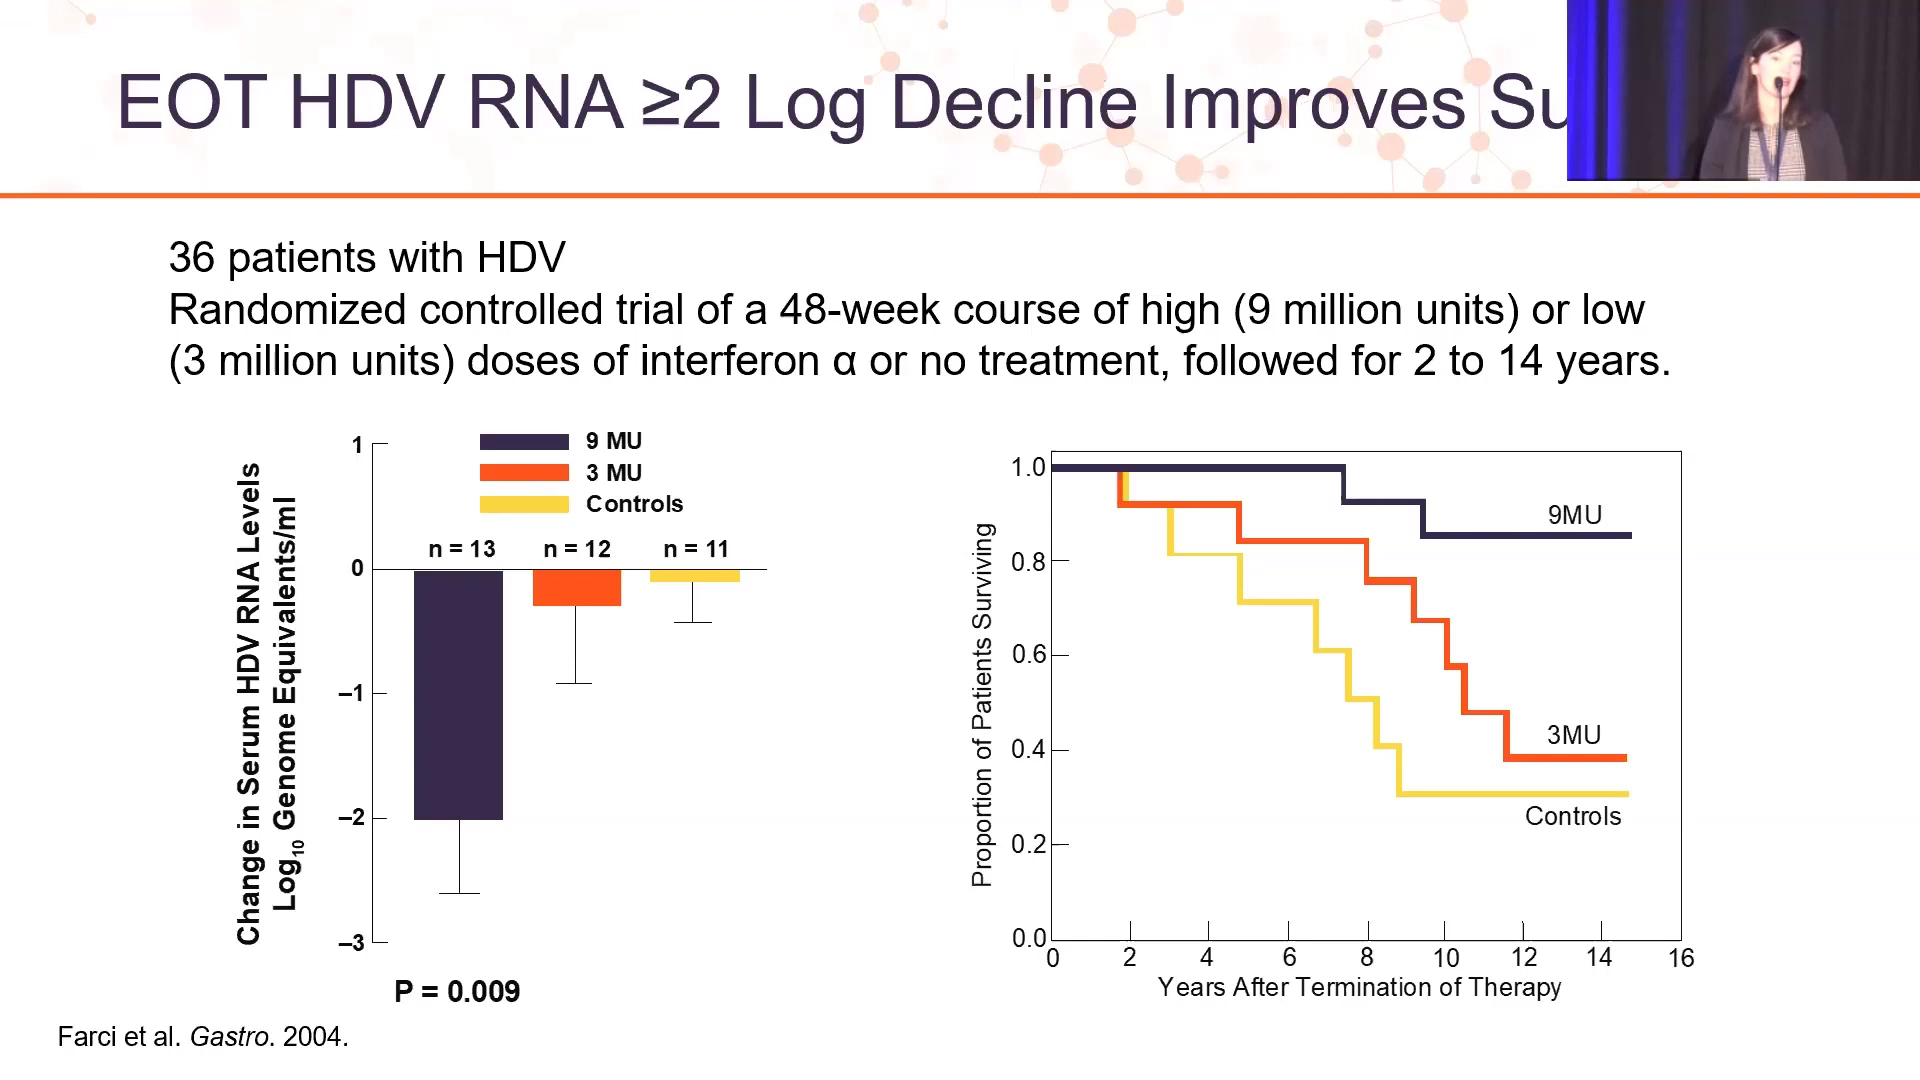 EOT HDV RNA ≥2 Log Decline Improves Su
36 patients with HDV
Randomized controlled trial of a 48-week course of high (9 million units) or low
(3 million units) doses of interferon α or no treatment, followed for 2 to 14 years.
Change in Serum HDV RNA Levels
Log10 Genome Equivalents/ml
1
0
–1
–2
–3
9 MU
3 MU
Controls
n = 13
n = 12
n = 11
P = 0.009
Proportion of Patients Surviving
1.0
0.8
0.6
0.4
0.2
0.0
9MU
3MU
Controls
0 2 4 6 8 10 12 14 16
Years After Termination of Therapy
Farci et al. Gastro. 2004.